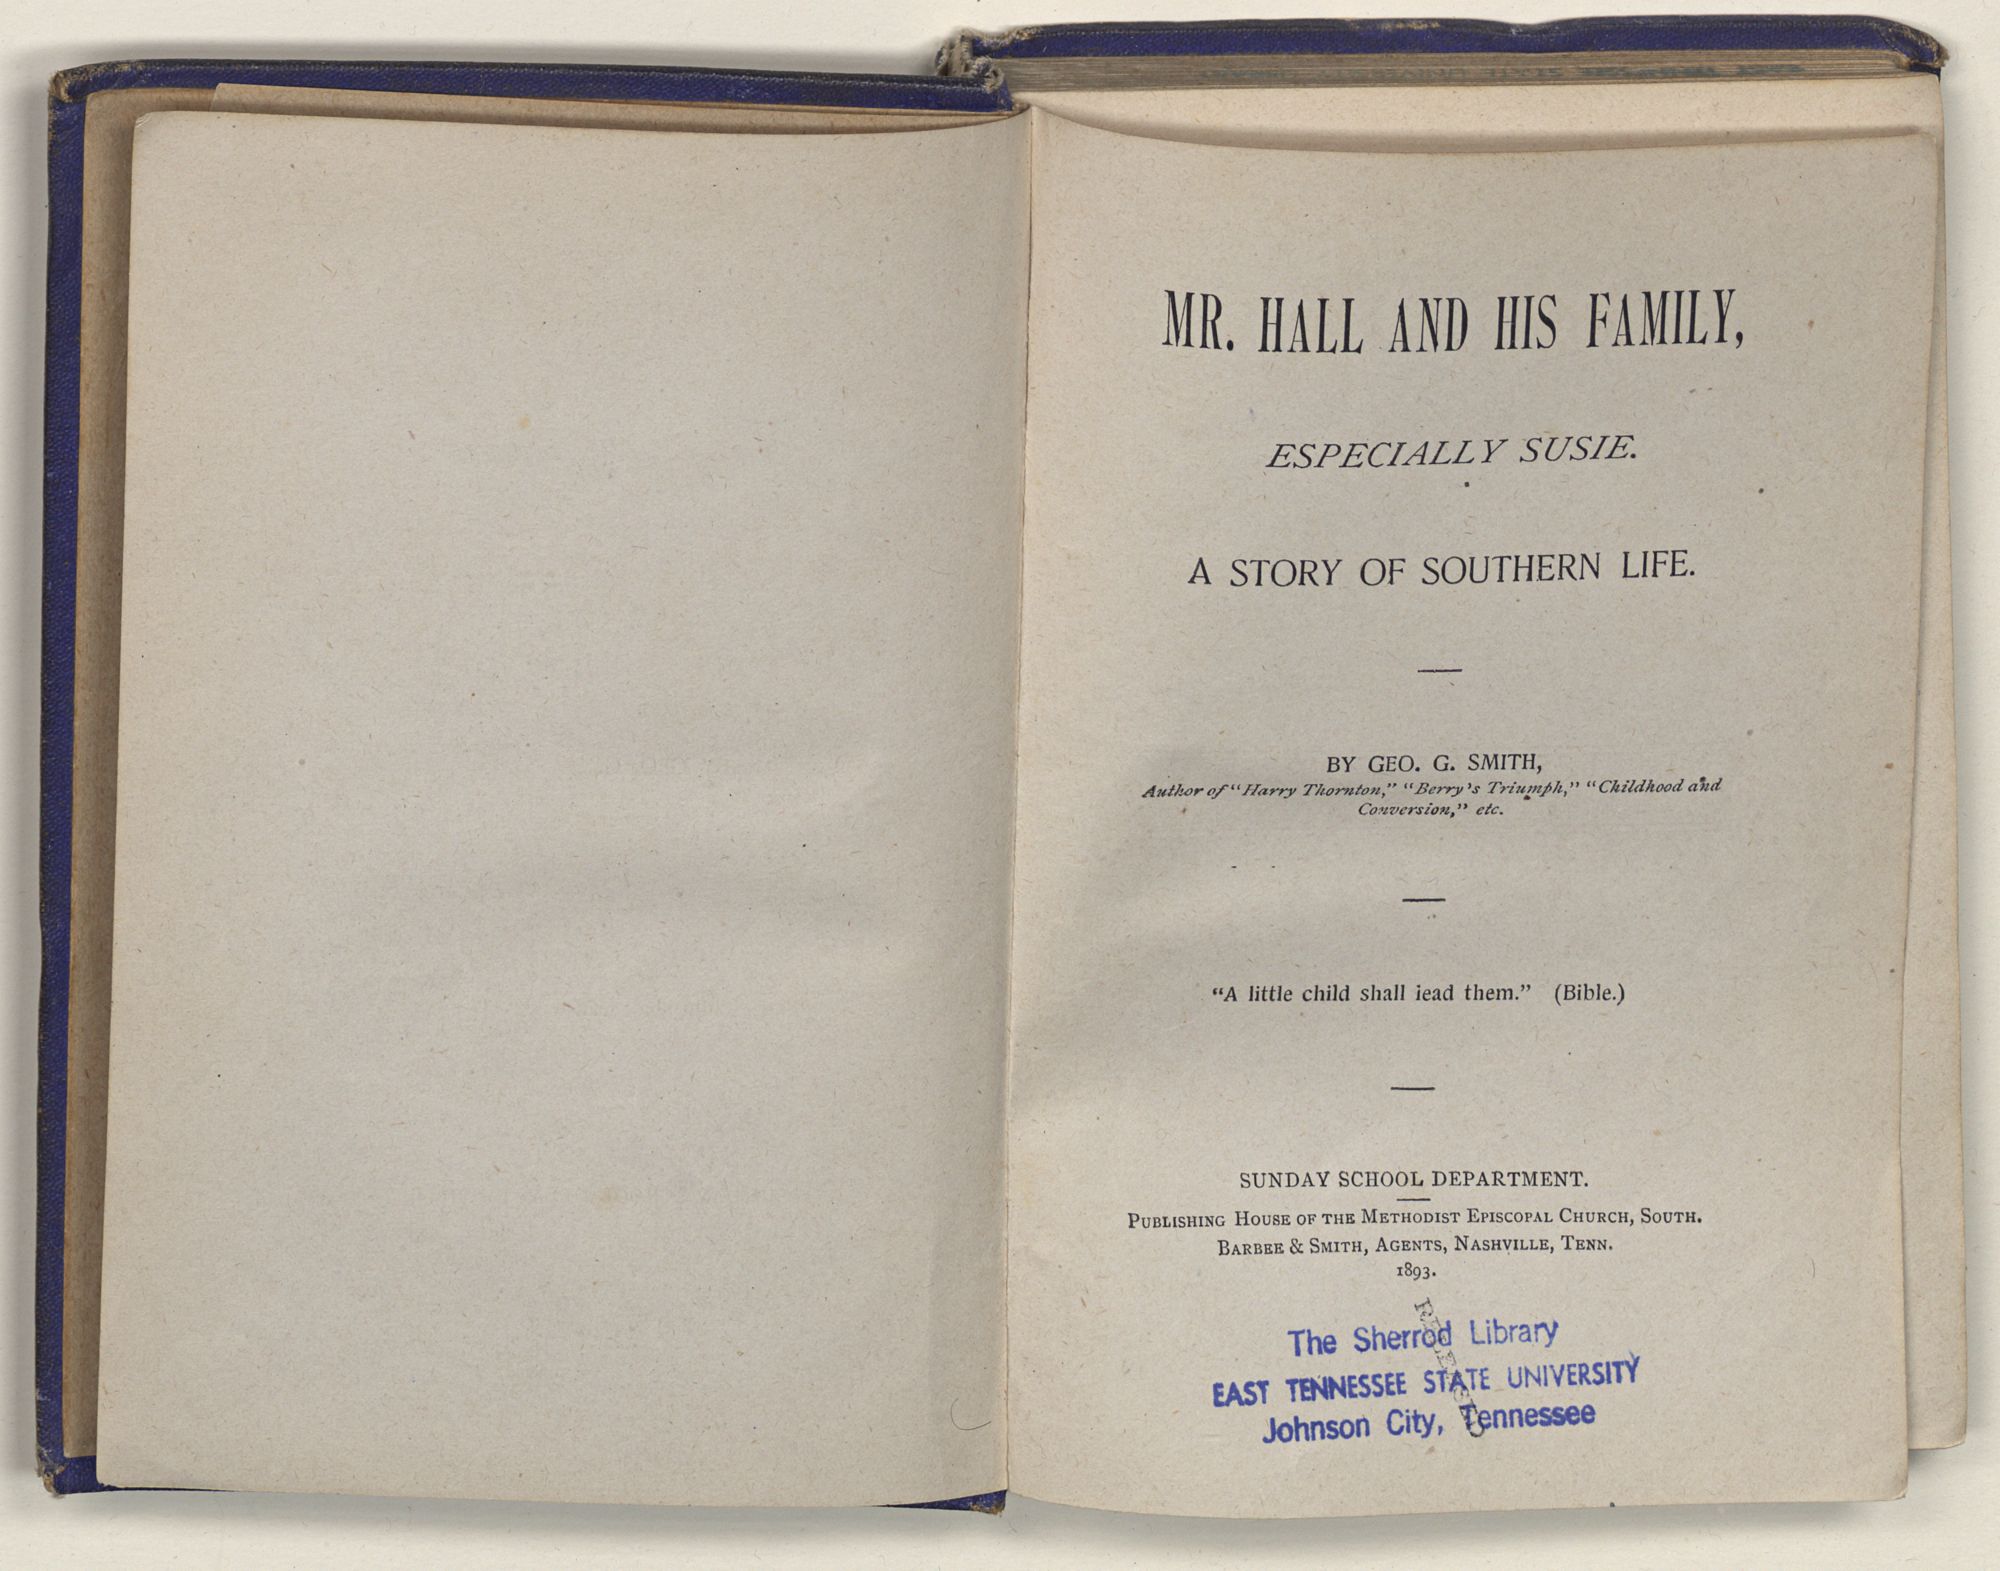 MR. HALL AND HIS FAMILY,
ESPECIALLY SUSIE.
A STORY OF SOUTHERN LIFE.
BY GEO. G. SMITH,
Author of "Harry Thornton," "Berry's Triumph," "Childhood and
Conversion," etc.
"A little child shall iead them." (Bible.)
SUNDAY SCHOOL DEPARTMENT.
PUBLISHING HOUSE OF THE METHODIST EPISCOPAL CHURCH, SOUTH.
BARBEE & SMITH, AGENTS, NASHVILLE, TENN.
1893.
The Sherrod Library
EAST TENNESSEE STATE UNIVERSITY
Johnson City, Tennessee